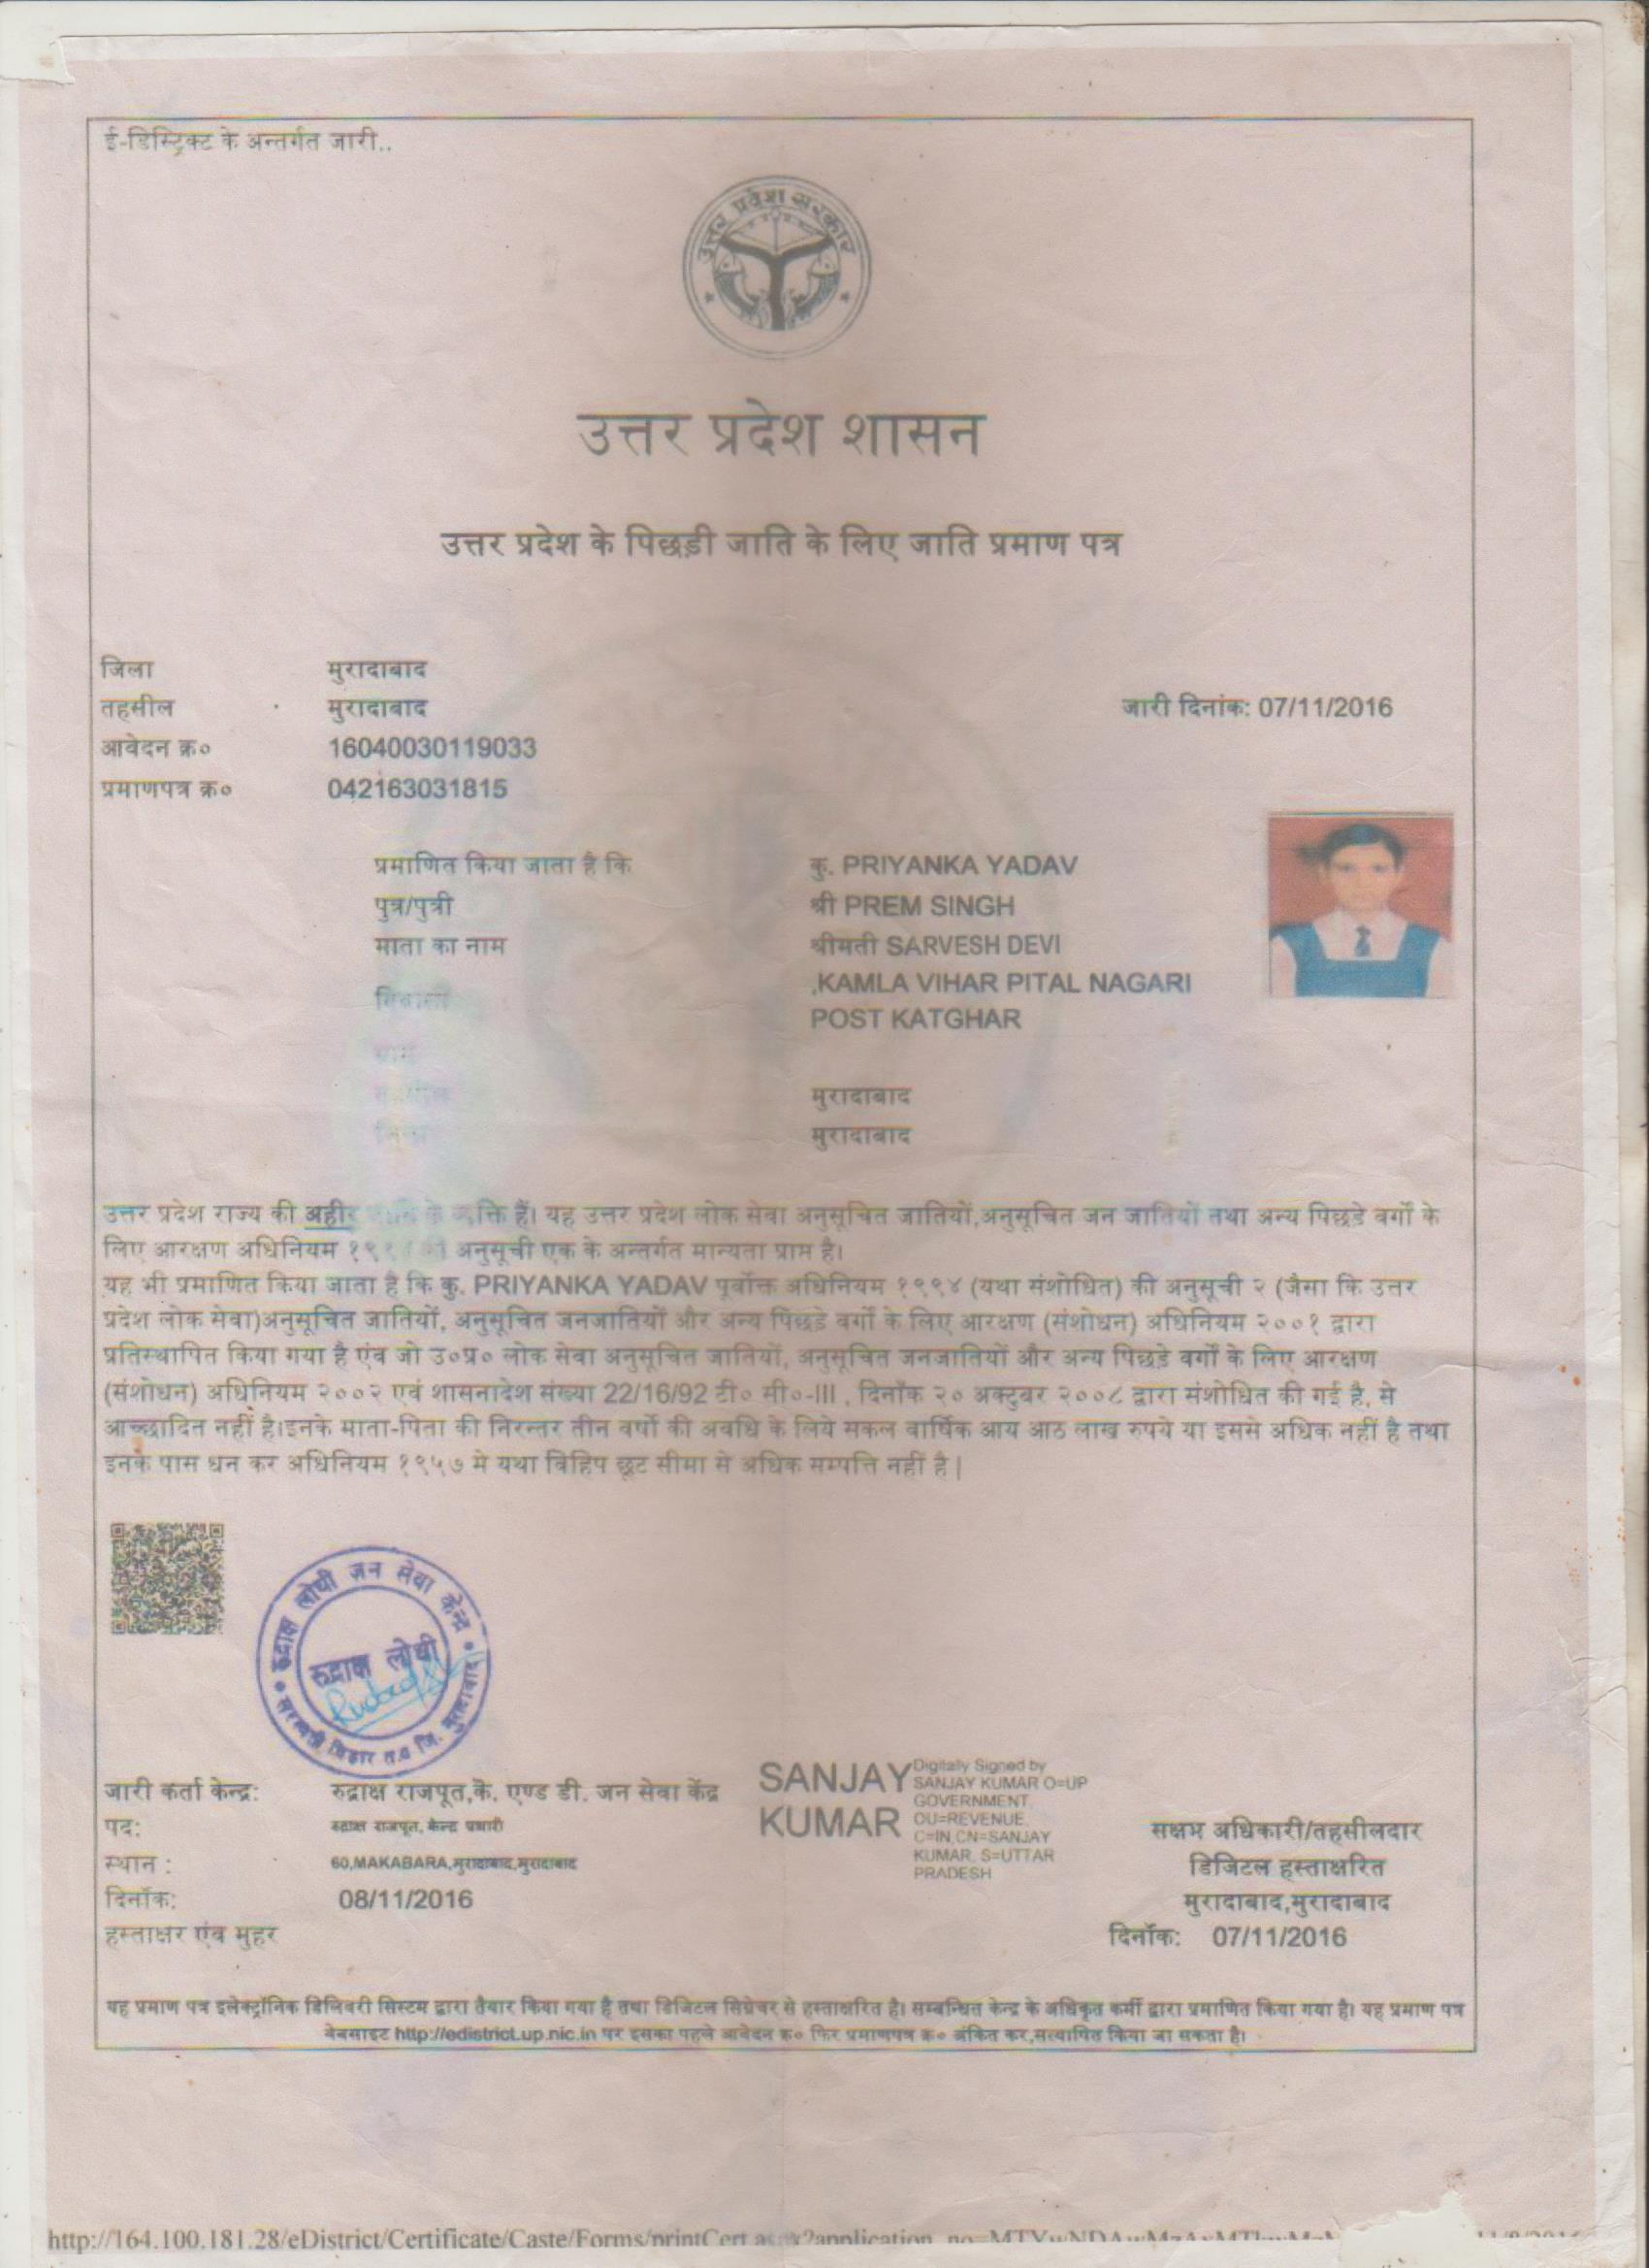 ई-डिस्ट्रिक्ट के अन्तर्गत जारी..
उत्तर प्रदेश सरकार
उत्तर प्रदेश शासन
उत्तर प्रदेश के पिछड़ी जाति के लिए जाति प्रमाण पत्र
जिला मुरादाबाद
तहसील मुरादाबाद जारी दिनांक: 07/11/2016
आवेदन क्र० 16040030119033
प्रमाणपत्र क्र० 042163031815
प्रमाणित किया जाता है कि कु. PRIYANKA YADAV
पुत्र/पुत्री श्री PREM SINGH
माता का नाम श्रीमती SARVESH DEVI
,KAMLA VIHAR PITAL NAGARI
POST KATGHAR
मुरादाबाद
मुरादाबाद
उत्तर प्रदेश राज्य की अहीर के व्यक्ति हैं। यह उत्तर प्रदेश लोक सेवा अनुसूचित जातियों,अनुसूचित जन जातियों तथा अन्य पिछडे वर्गों के
लिए आरक्षण अधिनियम अनुसूची एक के अन्तर्गत मान्यता प्राप्त है।
यह भी प्रमाणित किया जाता है कि कु. PRIYANKA YADAV पूर्वोक्त अधिनियम १९९४ (यथा संशोधित) की अनुसूची २ (जैसा कि उत्तर
प्रदेश लोक सेवा)अनुसूचित जातियों, अनुसूचित जनजातियों और अन्य पिछडे वर्गों के लिए आरक्षण (संशोधन) अधिनियम २००१ द्वारा
प्रतिस्थापित किया गया है एंव जो उ०प्र० लोक सेवा अनुसूचित जातियों, अनुसूचित जनजातियों और अन्य पिछडे वर्गों के लिए आरक्षण
(संशोधन) अधिनियम २००२ एवं शासनादेश संख्या 22/16/92 टी० सी०-III , दिनाँक २० अक्टुबर २००८ द्वारा संशोधित की गई है, से
आच्छादित नहीं है।इनके माता-पिता की निरन्तर तीन वर्षो की अवधि के लिये सकल वार्षिक आय आठ लाख रुपये या इससे अधिक नहीं है तथा
इनके पास धन कर अधिनियम १९५७ मे यथा विहिप छूट सीमा से अधिक सम्पत्ति नहीं है |
रुद्राक्ष लोधी जन सेवा केन्द्र
रुद्राक्ष लोधी
सरस्वती विहार त.व जि. मुरादाबाद
जारी कर्ता केन्द्र: रुद्राक्ष राजपूत,के. एण्ड डी. जन सेवा केंद्र
पद: रुद्राक्ष राजपूत, केन्द्र प्रभारी
स्थान : 60,MAKABARA,मुरादाबाद,मुरादाबाद
दिनाँक: 08/11/2016
हस्ताक्षर एंव मुहर
SANJAY
KUMAR
Digitally Signed by
SANJAY KUMAR O=UP
GOVERNMENT,
OU=REVENUE,
C=IN,CN=SANJAY
KUMAR, S=UTTAR
PRADESH
सक्षम अधिकारी/तहसीलदार
डिजिटल हस्ताक्षरित
मुरादाबाद,मुरादाबाद
दिनाँक: 07/11/2016
यह प्रमाण पत्र इलेक्ट्रॉनिक डिलिवरी सिस्टम द्वारा तैयार किया गया है तथा डिजिटल सिग्नेचर से हस्ताक्षरित है। सम्बन्धित केन्द्र के अधिकृत कर्मी द्वारा प्रमाणित किया गया है। यह प्रमाण पत्र
वेबसाइट http://edistrict.up.nic.in पर इसका पहले आवेदन क्र० फिर प्रमाणपत्र क्र० अंकित कर,सत्यापित किया जा सकता है।
http://164.100.181.28/eDistrict/Certificate/Caste/Forms/printCert